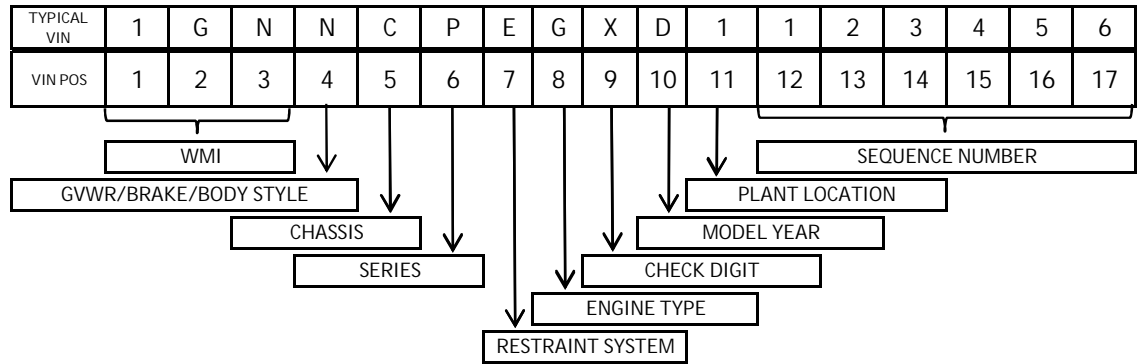 TYPICAL VIN 1 G N N C P E G X D 1 1 2 3 4 5 6
VIN POS 1 2 3 4 5 6 7 8 9 10 11 12 13 14 15 16 17
WMI SEQUENCE NUMBER
GVWR/BRAKE/BODY STYLE PLANT LOCATION
CHASSIS MODEL YEAR
SERIES CHECK DIGIT
ENGINE TYPE
RESTRAINT SYSTEM